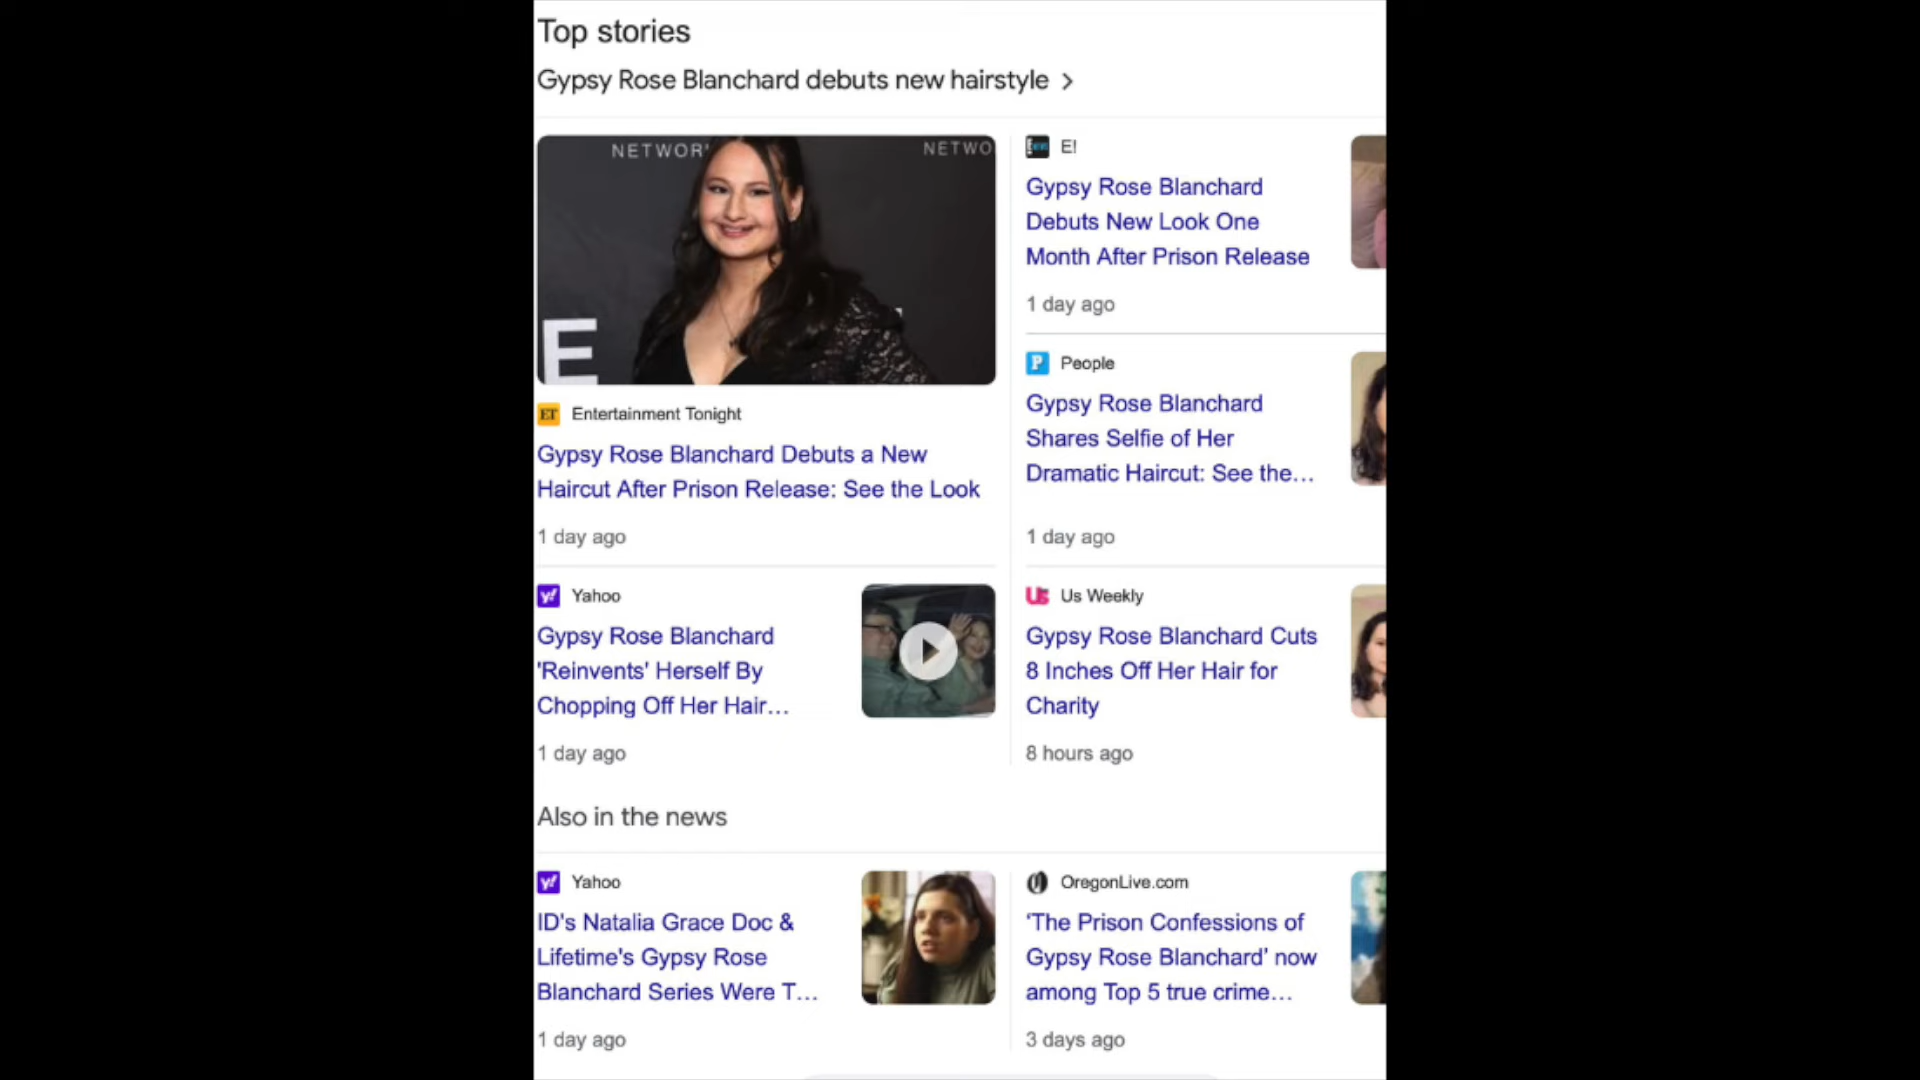 Top stories
Gypsy Rose Blanchard debuts new hairstyle
NETWOR
NETWO
E
ET Entertainment Tonight
Gypsy Rose Blanchard Debuts a New
Haircut After Prison Release: See the Look
1 day ago
E!
Gypsy Rose Blanchard
Debuts New Look One
Month After Prison Release
1 day ago
P People
Gypsy Rose Blanchard
Shares Selfie of Her
Dramatic Haircut: See the...
1 day ago
y! Yahoo
Gypsy Rose Blanchard
'Reinvents' Herself By
Chopping Off Her Hair...
1 day ago
Us Us Weekly
Gypsy Rose Blanchard Cuts
8 Inches Off Her Hair for
Charity
8 hours ago
Also in the news
y! Yahoo
ID's Natalia Grace Doc &
Lifetime's Gypsy Rose
Blanchard Series Were T...
1 day ago
OregonLive.com
‘The Prison Confessions of
Gypsy Rose Blanchard’ now
among Top 5 true crime...
3 days ago